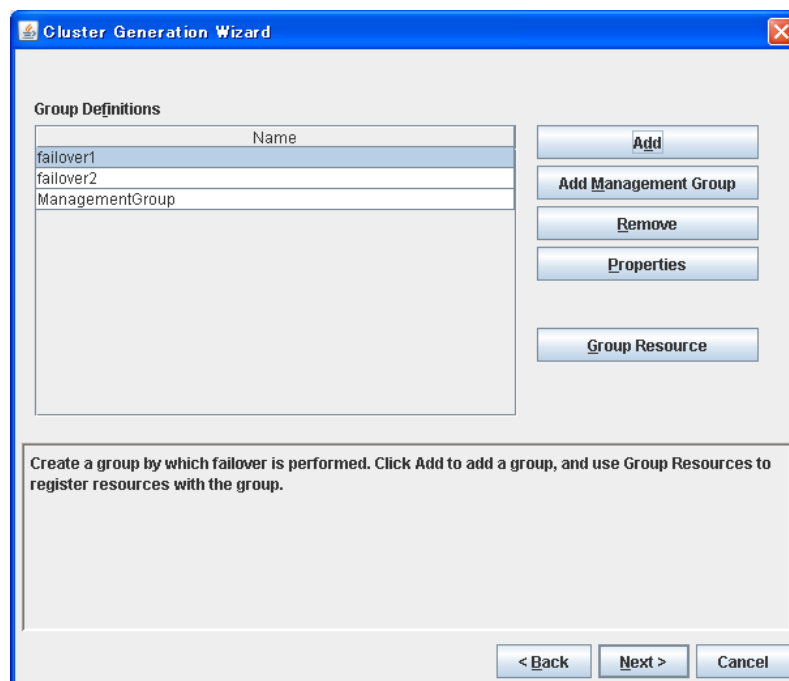 Cluster Generation Wizard
Group Definitions
Name
failover1
failover2
ManagementGroup
Add
Add Management Group
Remove
Properties
Group Resource
Create a group by which failover is performed. Click Add to add a group, and use Group Resources to
register resources with the group.
< Back
Next >
Cancel